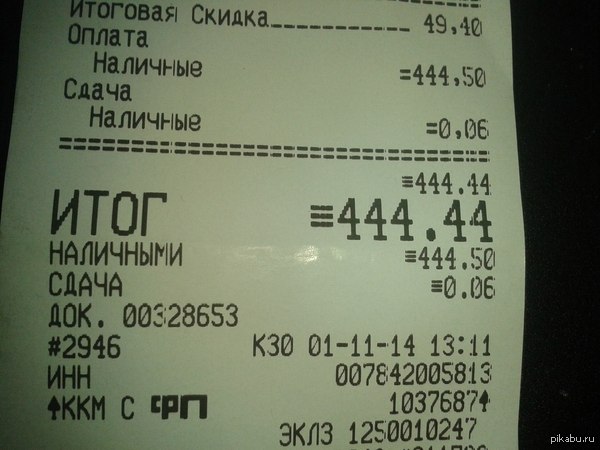 Итоговая Скидка__________ 49,40
Оплата
Наличные =444,50
Сдача
Наличные =0,06
================================
≡444.44
ИТОГ ≡444.44
НАЛИЧНЫМИ ≡444.50
СДАЧА ≡0.06
ДОК. 00328653
#2946 К30 01-11-14 13:11
ИНН 007842005813
↑ККМ С ФП 10376874↑
ЭКЛЗ 1250010247
pikabu.ru